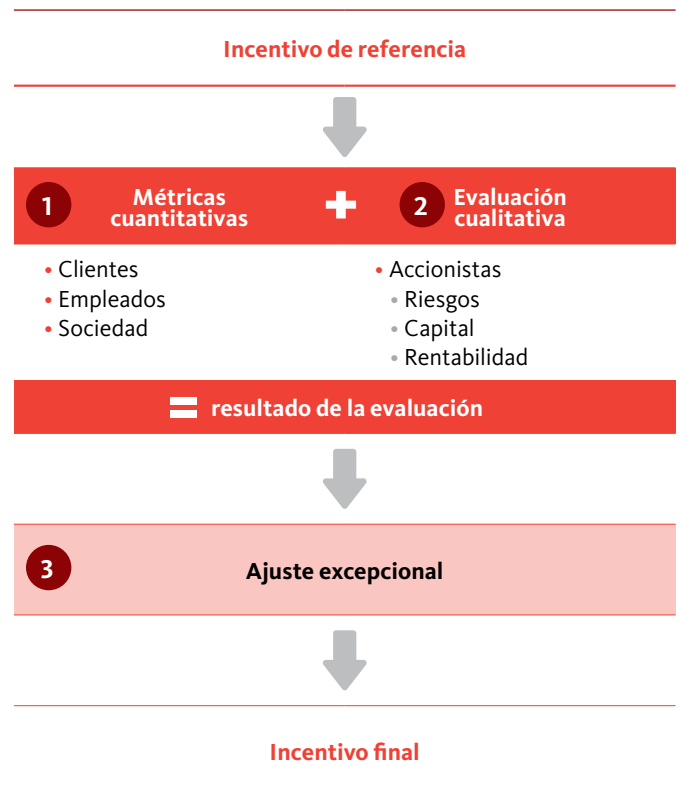 Incentivo de referencia
1
Métricas
cuantitativas
+
2
Evaluación
cualitativa
• Clientes
• Empleados
• Sociedad
• Accionistas
• Riesgos
• Capital
• Rentabilidad
= resultado de la evaluación
3
Ajuste excepcional
Incentivo final